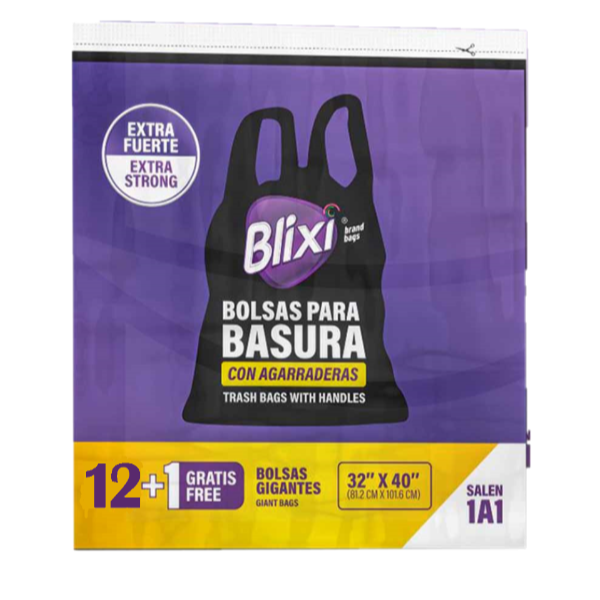 EXTRA
FUERTE
EXTRA
STRONG
Blixi ® brand
bags
BOLSAS PARA
BASURA
CON AGARRADERAS
TRASH BAGS WITH HANDLES
12+1 GRATIS
FREE
BOLSAS
GIGANTES
GIANT BAGS
32" X 40"
(81.2 CM X 101.6 CM)
SALEN
1A1